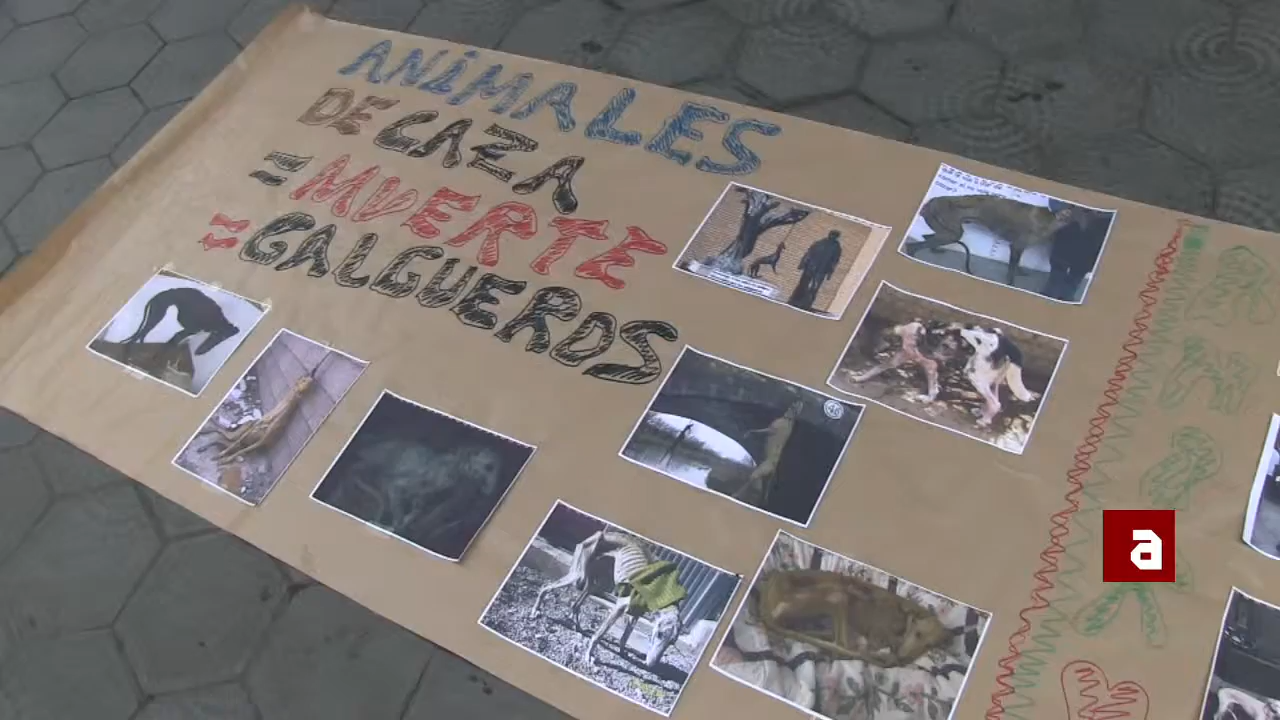 ANiMALES
DE CAZA
= MUERTE
= GALGUEROS
a